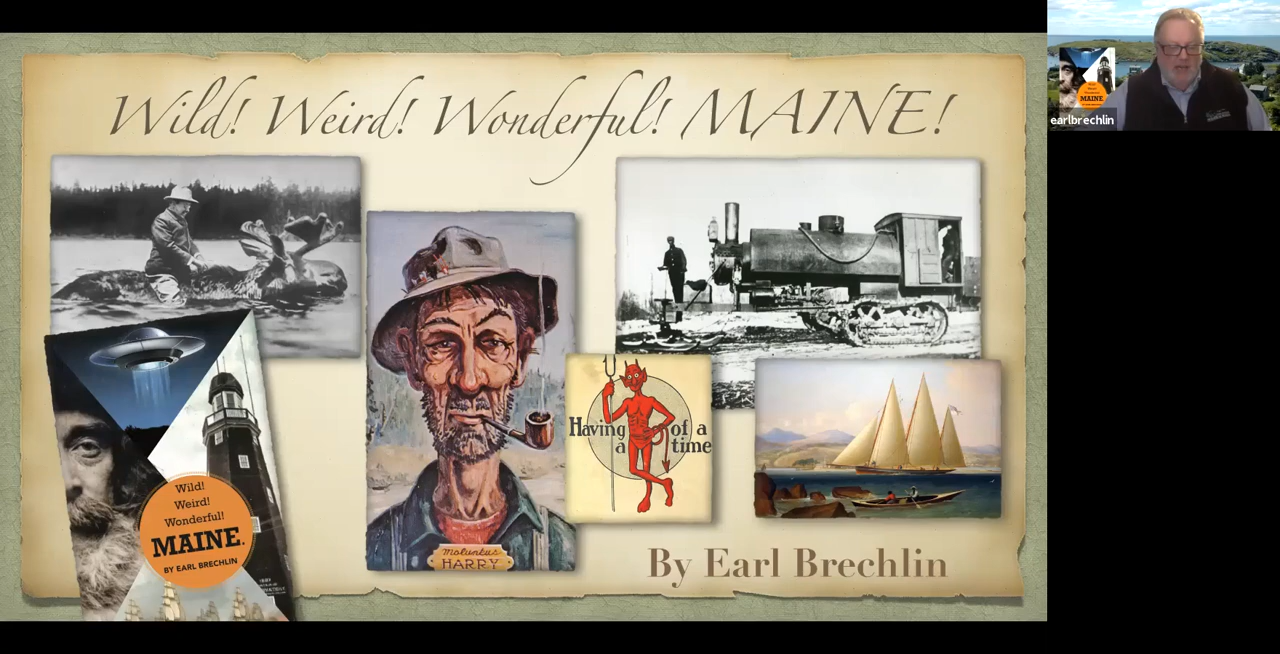 Wild! Weird! Wonderful! MAINE!
earlbrechlin
Wild!
Weird!
Wonderful!
MAINE.
BY EARL BRECHLIN
Molunkus
HARRY
Having of a
a time
By Earl Brechlin
MAINE